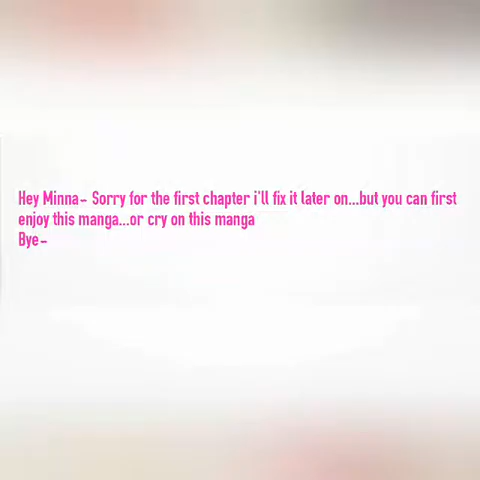 Hey Minna- Sorry for the first chapter i'll fix it later on...but you can first
enjoy this manga...or cry on this manga
Bye-